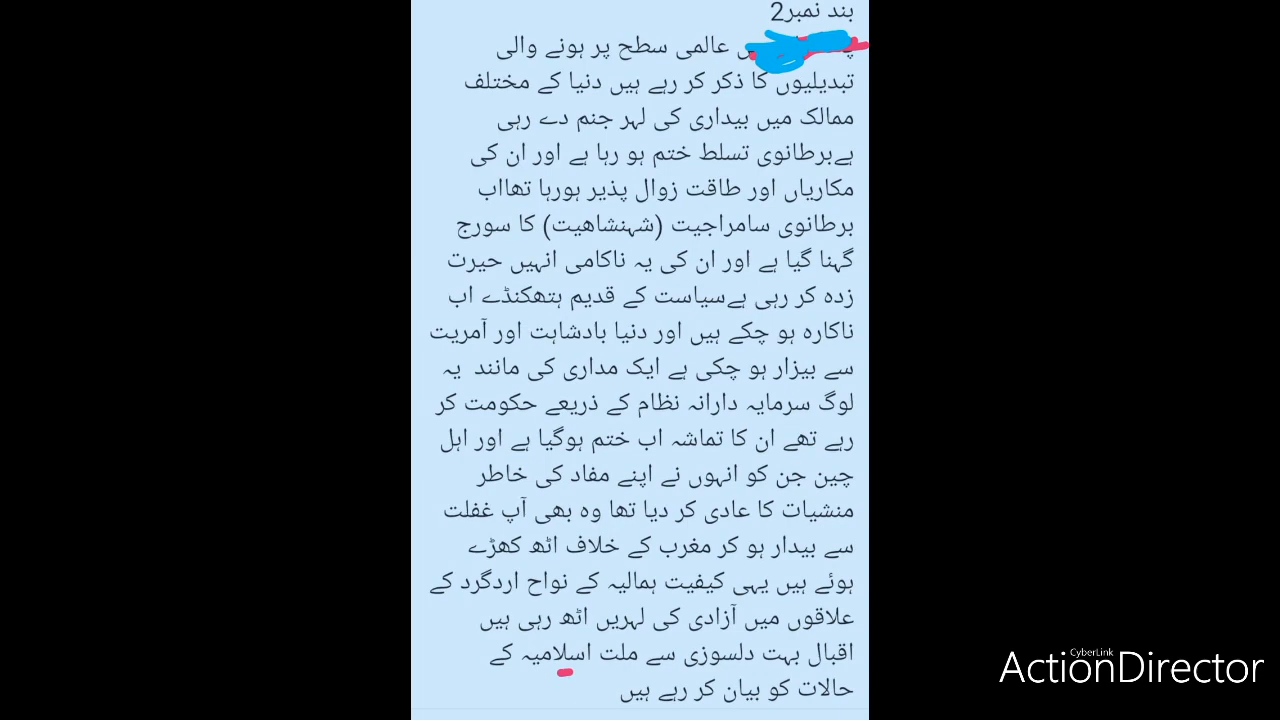 بند نمبر2
عالمی سطح پر ہونے والی
تبدیلیوں کا ذکر کر رہے ہیں دنیا کے مختلف
ممالک میں بیداری کی لہر جنم دے رہی
ہےبرطانوی تسلط ختم ہو رہا ہے اور ان کی
مکاریاں اور طاقت زوال پذیر ہورہا تھااب
برطانوی سامراجیت (شہنشاھیت) کا سورج
گہنا گیا ہے اور ان کی یہ ناکامی انہیں حیرت
زدہ کر رہی ہےسیاست کے قدیم ہتھکنڈے اب
ناکارہ ہو چکے ہیں اور دنیا بادشاہت اور آمریت
سے بیزار ہو چکی ہے ایک مداری کی مانند یہ
لوگ سرمایہ دارانہ نظام کے ذریعے حکومت کر
رہے تھے ان کا تماشہ اب ختم ہوگیا ہے اور اہل
چین جن کو انہوں نے اپنے مفاد کی خاطر
منشیات کا عادی کر دیا تھا وہ بھی آپ غفلت
سے بیدار ہو کر مغرب کے خلاف اٹھ کھڑے
ہوئے ہیں یہی کیفیت ہمالیہ کے نواح اردگرد کے
علاقوں میں آزادی کی لہریں اٹھ رہی ہیں
اقبال بہت دلسوزی سے ملت اسلامیہ کے
حالات کو بیان کر رہے ہیں
CyberLink
ActionDirector